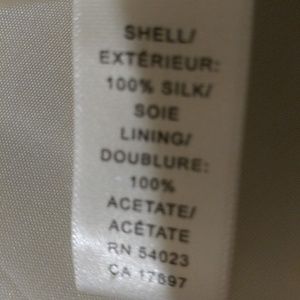 SHELL/
EXTÉRIEUR:
100% SILK/
SOIE
LINING/
DOUBLURE:
100%
ACETATE/
ACÉTATE
RN 54023
CA 17897